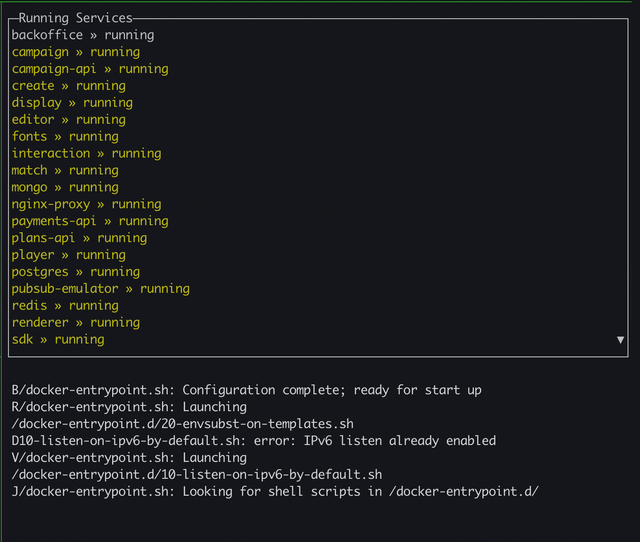 Running Services
backoffice » running
campaign » running
campaign-api » running
create » running
display » running
editor » running
fonts » running
interaction » running
match » running
mongo » running
nginx-proxy » running
payments-api » running
plans-api » running
player » running
postgres » running
pubsub-emulator » running
redis » running
renderer » running
sdk » running
B/docker-entrypoint.sh: Configuration complete; ready for start up
R/docker-entrypoint.sh: Launching
/docker-entrypoint.d/20-envsubst-on-templates.sh
D10-listen-on-ipv6-by-default.sh: error: IPv6 listen already enabled
V/docker-entrypoint.sh: Launching
/docker-entrypoint.d/10-listen-on-ipv6-by-default.sh
J/docker-entrypoint.sh: Looking for shell scripts in /docker-entrypoint.d/